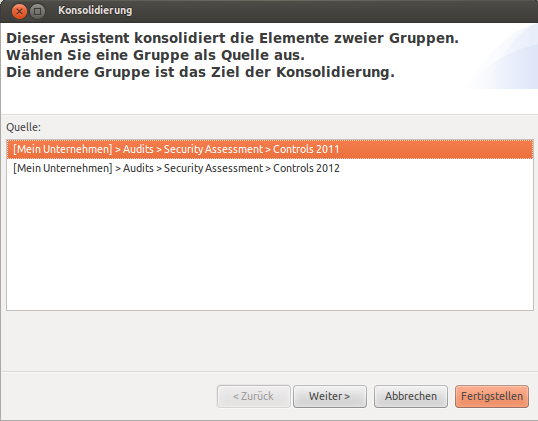 Konsolidierung
Dieser Assistent konsolidiert die Elemente zweier Gruppen.
Wählen Sie eine Gruppe als Quelle aus.
Die andere Gruppe ist das Ziel der Konsolidierung.
Quelle:
[Mein Unternehmen] > Audits > Security Assessment > Controls 2011
[Mein Unternehmen] > Audits > Security Assessment > Controls 2012
< Zurück Weiter > Abbrechen Fertigstellen